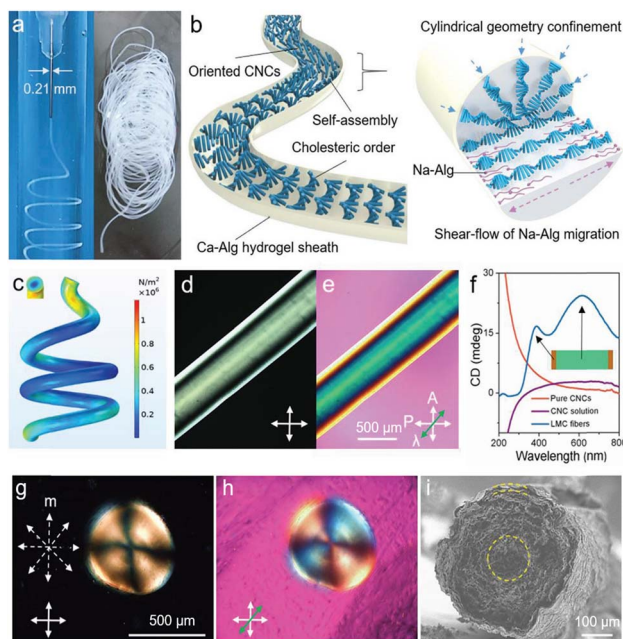 a
0.21 mm
b
Oriented CNCs
Self-assembly
Cholesteric order
Ca-Alg hydrogel sheath
Cylindrical geometry confinement
Na-Alg
Shear-flow of Na-Alg migration
c
N/m²
×10⁶
1
0.8
0.6
0.4
0.2
d
e
A
P
λ
500 μm
f
CD (mdeg)
30
15
0
Pure CNCs
CNC solution
LMC fibers
200
400
600
800
Wavelength (nm)
g
m
500 μm
h
i
100 μm